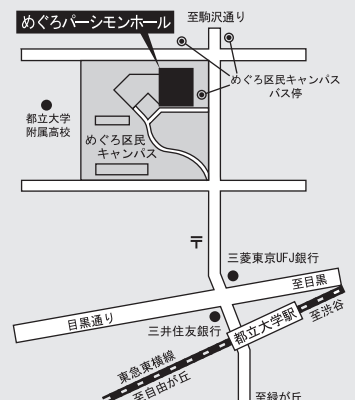 めぐろパーシモンホール
至駒沢通り
めぐろ区民キャンパス
バス停
都立大学
附属高校
めぐろ区民
キャンパス
〒
三菱東京UFJ銀行
至目黒
目黒通り
三井住友銀行
都立大学駅
至渋谷
東急東横線
至自由が丘
至緑が丘